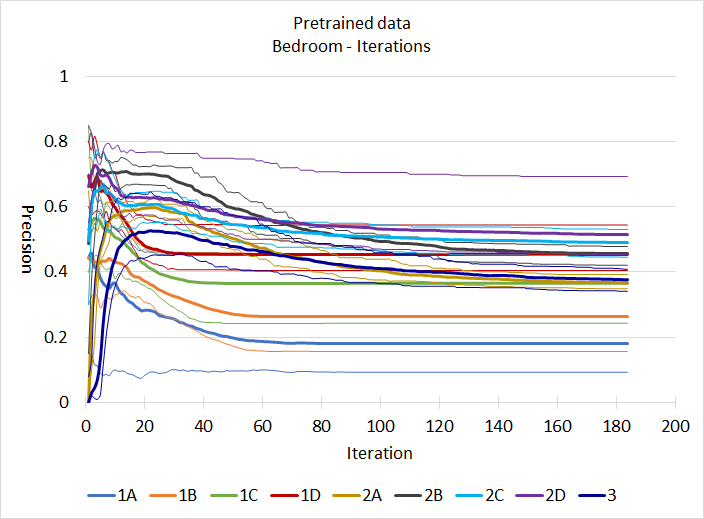 Pretrained data
Bedroom - Iterations
1
0.8
0.6
0.4
0.2
0
Precision
0 20 40 60 80 100 120 140 160 180 200
Iteration
1A 1B 1C 1D 2A 2B 2C 2D 3